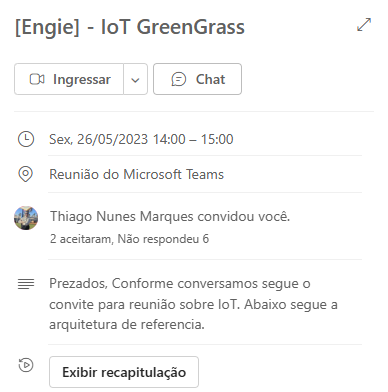 [Engie] - IoT GreenGrass
Ingressar
Chat
Sex, 26/05/2023 14:00 – 15:00
Reunião do Microsoft Teams
Thiago Nunes Marques convidou você.
2 aceitaram, Não respondeu 6
Prezados, Conforme conversamos segue o
convite para reunião sobre IoT. Abaixo segue a
arquitetura de referencia.
Exibir recapitulação